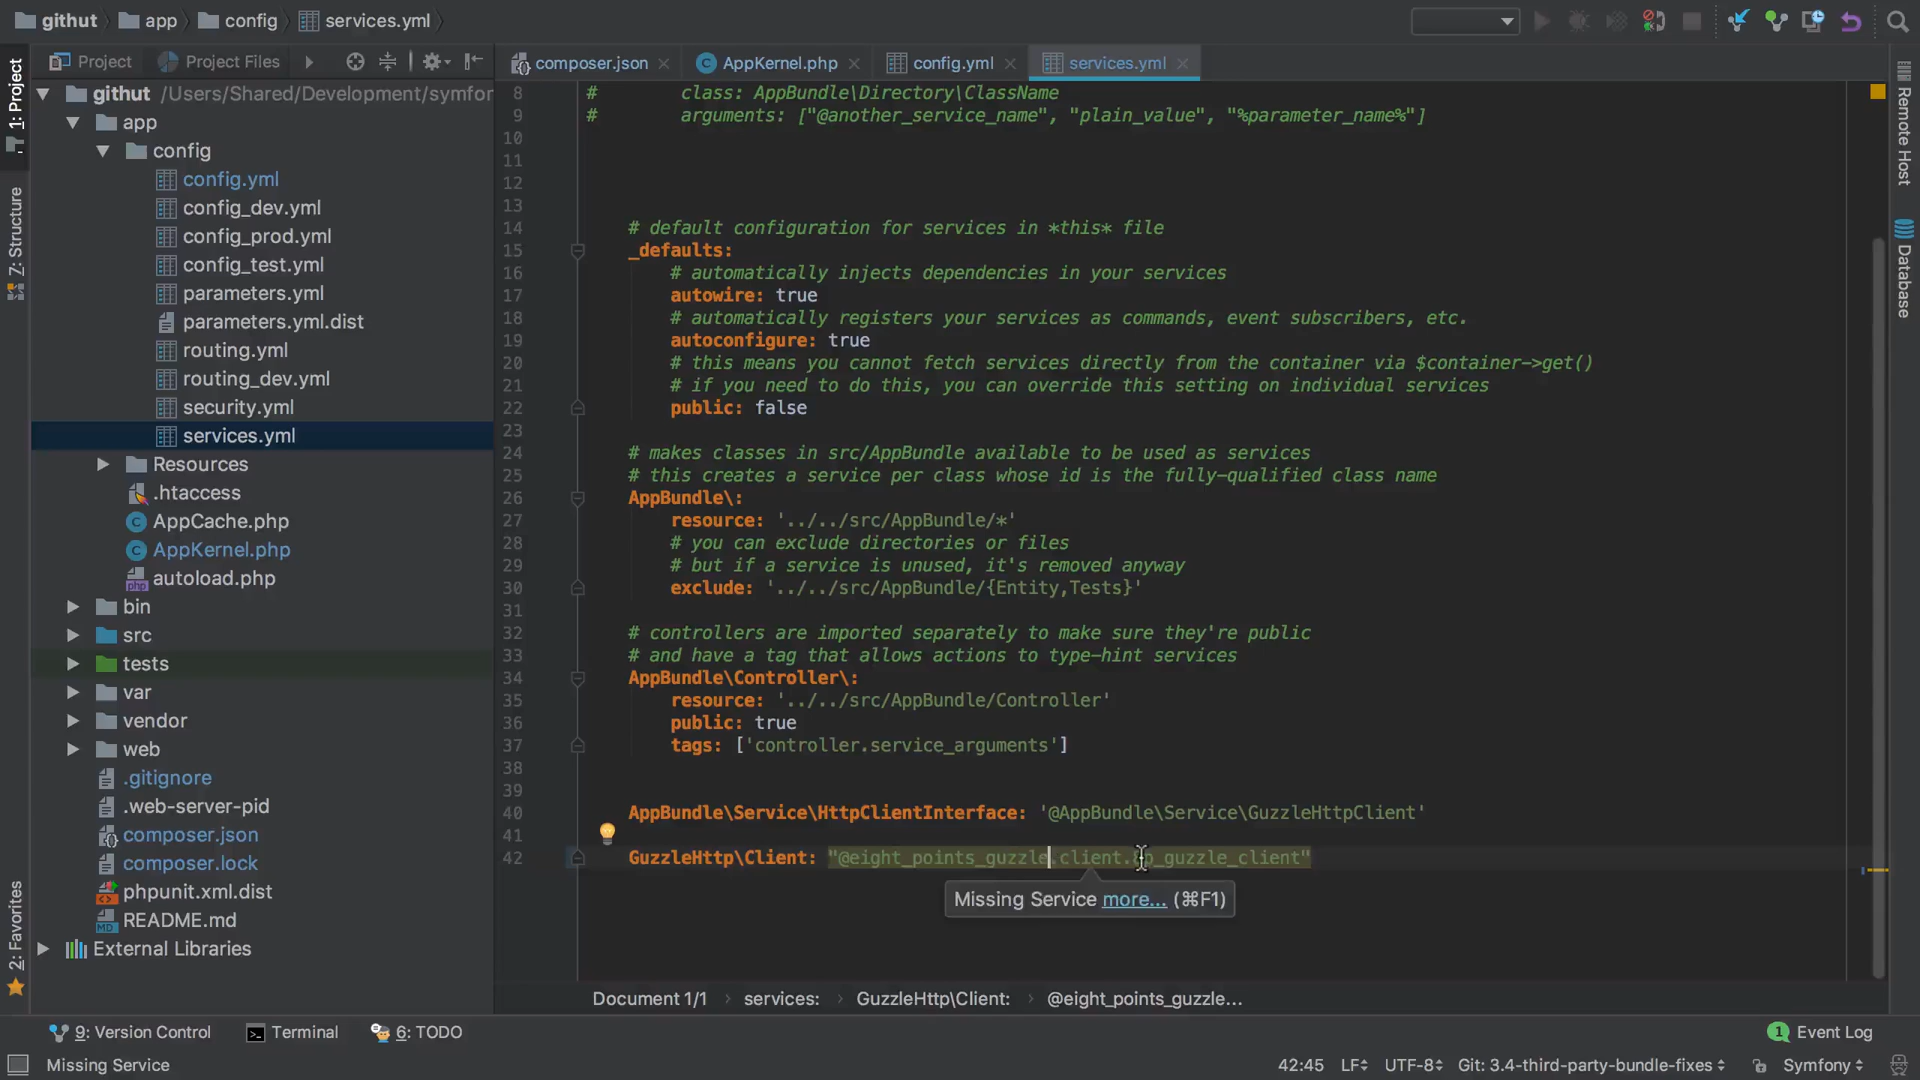 githut
app
config
services.yml
Project
Project Files
composer.json
AppKernel.php
config.yml
services.yml
1: Project
Z: Structure
2: Favorites
Remote Host
Database
githut /Users/Shared/Development/symfor
app
config
config.yml
config_dev.yml
config_prod.yml
config_test.yml
parameters.yml
parameters.yml.dist
routing.yml
routing_dev.yml
security.yml
services.yml
Resources
.htaccess
AppCache.php
AppKernel.php
autoload.php
bin
src
tests
var
vendor
web
.gitignore
.web-server-pid
composer.json
composer.lock
phpunit.xml.dist
README.md
External Libraries
8 # class: AppBundle\Directory\ClassName
9 # arguments: ["@another_service_name", "plain_value", "%parameter_name%"]
10
11
12
13
14 # default configuration for services in *this* file
15 _defaults:
16 # automatically injects dependencies in your services
17 autowire: true
18 # automatically registers your services as commands, event subscribers, etc.
19 autoconfigure: true
20 # this means you cannot fetch services directly from the container via $container->get()
21 # if you need to do this, you can override this setting on individual services
22 public: false
23
24 # makes classes in src/AppBundle available to be used as services
25 # this creates a service per class whose id is the fully-qualified class name
26 AppBundle\:
27 resource: '../../src/AppBundle/*'
28 # you can exclude directories or files
29 # but if a service is unused, it's removed anyway
30 exclude: '../../src/AppBundle/{Entity,Tests}'
31
32 # controllers are imported separately to make sure they're public
33 # and have a tag that allows actions to type-hint services
34 AppBundle\Controller\:
35 resource: '../../src/AppBundle/Controller'
36 public: true
37 tags: ['controller.service_arguments']
38
39
40 AppBundle\Service\HttpClientInterface: '@AppBundle\Service\GuzzleHttpClient'
41
42 GuzzleHttp\Client: "@eight_points_guzzle.client. p_guzzle_client"
Missing Service more... (⌘F1)
Document 1/1
services:
GuzzleHttp\Client:
@eight_points_guzzle...
9: Version Control
Terminal
6: TODO
1 Event Log
Missing Service
42:45
LF
UTF-8
Git: 3.4-third-party-bundle-fixes
Symfony